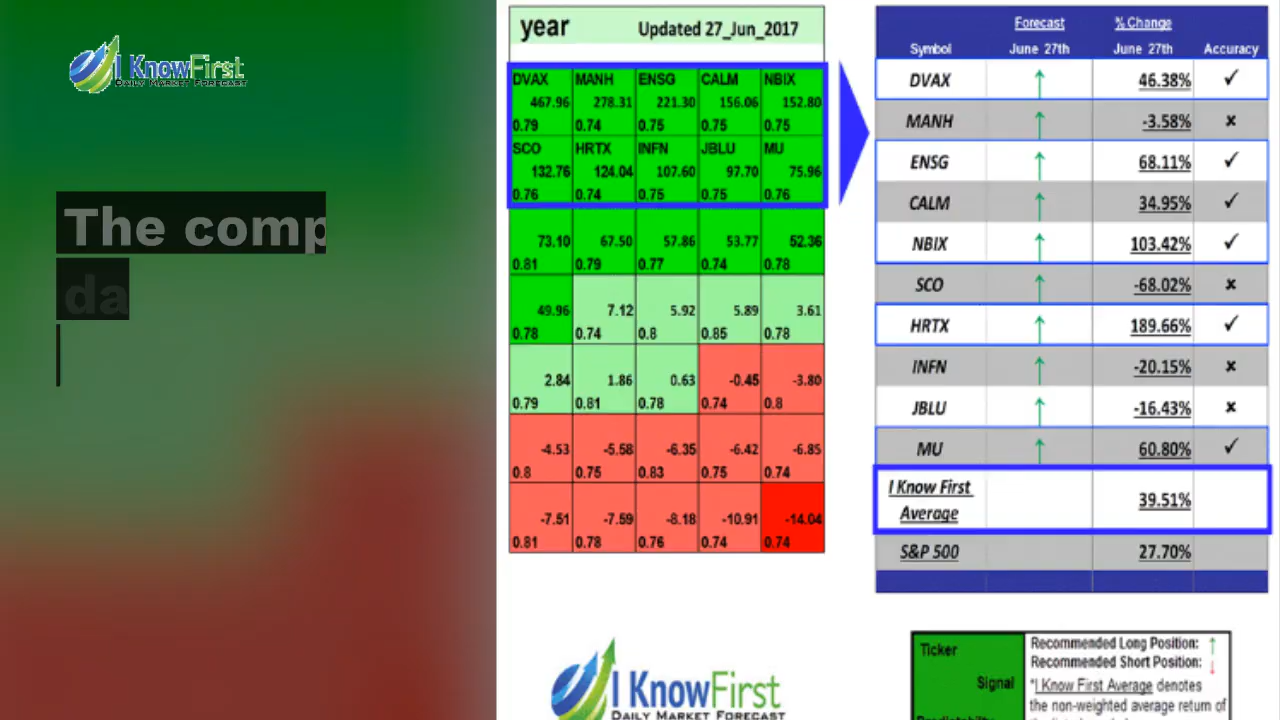 I KnowFirst
DAILY MARKET FORECAST
The comp
da
year Updated 27_Jun_2017
DVAX MANH ENSG CALM NBIX
467.96 278.31 221.30 156.06 152.80
0.79 0.74 0.75 0.75 0.75
SCO HRTX INFN JBLU MU
132.76 124.04 107.60 97.70 75.96
0.76 0.74 0.75 0.75 0.76
73.10 67.50 57.86 53.77 52.36
0.81 0.79 0.77 0.74 0.78
49.96 7.12 5.92 5.89 3.61
0.78 0.74 0.8 0.85 0.78
2.84 1.86 0.63 -0.45 -3.80
0.79 0.81 0.78 0.74 0.8
-4.53 -5.58 -6.35 -6.42 -6.85
0.8 0.75 0.83 0.75 0.74
-7.51 -7.59 -8.18 -10.91 -14.04
0.81 0.78 0.76 0.74 0.74
Forecast % Change
Symbol June 27th June 27th Accuracy
DVAX ↑ 46.38% ✓
MANH ↑ -3.58% ×
ENSG ↑ 68.11% ✓
CALM ↑ 34.95% ✓
NBIX ↑ 103.42% ✓
SCO ↑ -68.02% ×
HRTX ↑ 189.66% ✓
INFN ↑ -20.15% ×
JBLU ↑ -16.43% ×
MU ↑ 60.80% ✓
I Know First
Average 39.51%
S&P 500 27.70%
I KnowFirst
DAILY MARKET FORECAST
Ticker
Signal
Recommended Long Position: ↑
Recommended Short Position: ↓
*I Know First Average denotes
the non-weighted average return of